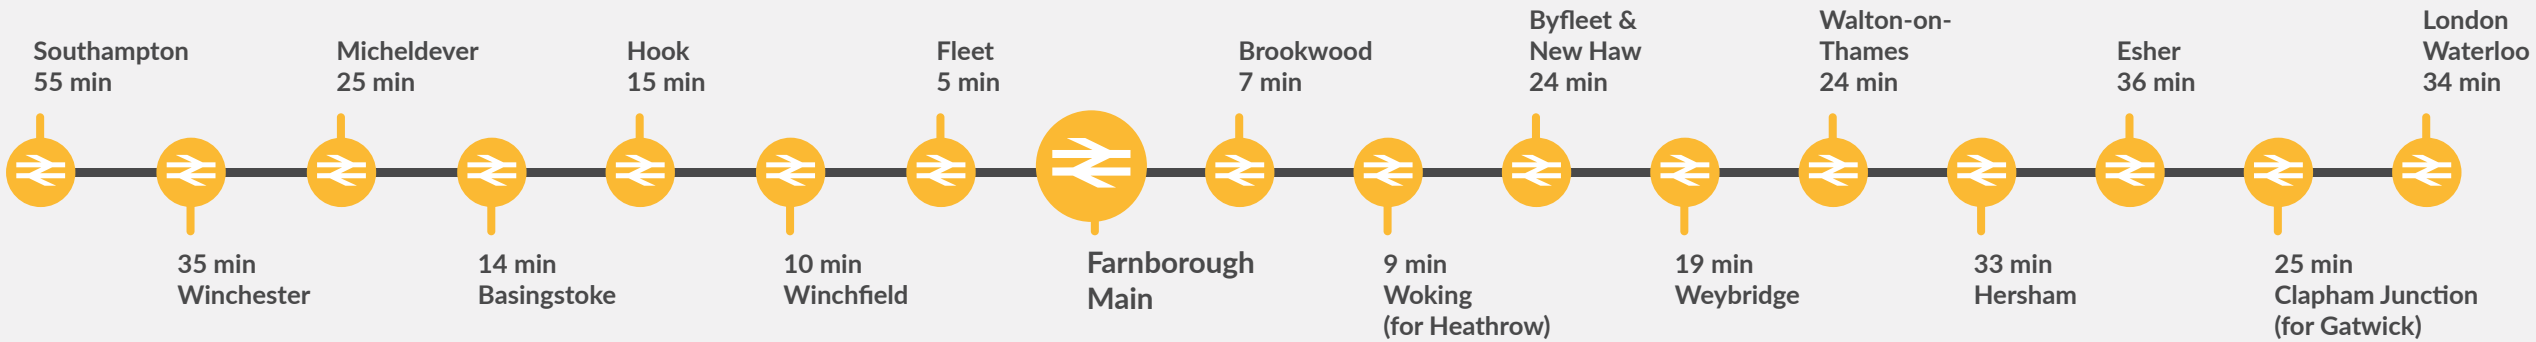 Southampton
55 min
35 min
Winchester
Micheldever
25 min
14 min
Basingstoke
Hook
15 min
10 min
Winchfield
Fleet
5 min
Farnborough
Main
Brookwood
7 min
9 min
Woking
(for Heathrow)
Byfleet &
New Haw
24 min
19 min
Weybridge
Walton-on-
Thames
24 min
33 min
Hersham
Esher
36 min
25 min
Clapham Junction
(for Gatwick)
London
Waterloo
34 min